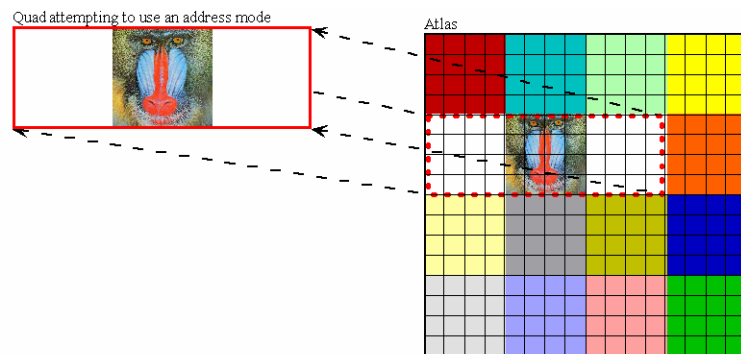 Quad attempting to use an address mode
Atlas